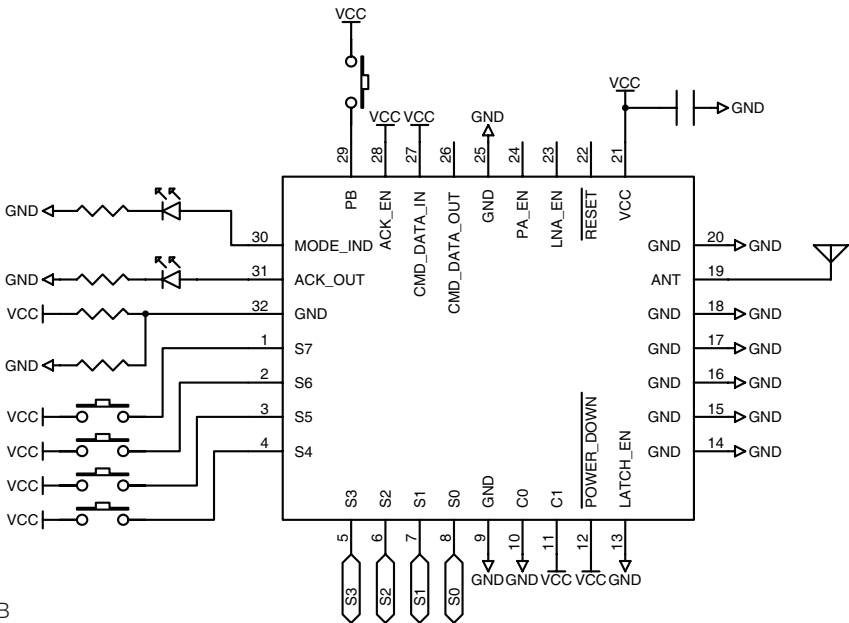 VCC
VCC VCC
GND
VCC
GND
29
28
27
26
25
24
23
22
21
PB
ACK_EN
CMD_DATA_IN
CMD_DATA_OUT
GND
PA_EN
LNA_EN
RESET
VCC
GND
30
MODE_IND
GND
20
GND
GND
31
ACK_OUT
ANT
19
VCC
32
GND
GND
18
GND
GND
1
S7
GND
17
GND
2
S6
GND
16
GND
VCC
3
S5
GND
15
GND
VCC
4
S4
GND
14
GND
VCC
VCC
S3
S2
S1
S0
GND
C0
C1
POWER_DOWN
LATCH_EN
5
6
7
8
9
10
11
12
13
S3
S2
S1
S0
GND
GND
VCC
VCC
GND
B